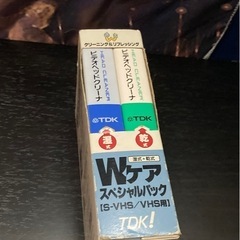 W
クリーニング&リフレッシング
ビデオヘッドクリーナ
ビデオヘッドクリーナ
TDK
TDK
湿式
乾式
湿式・乾式
Wケア
スペシャルパック
[S-VHS/VHS用]
TDK!